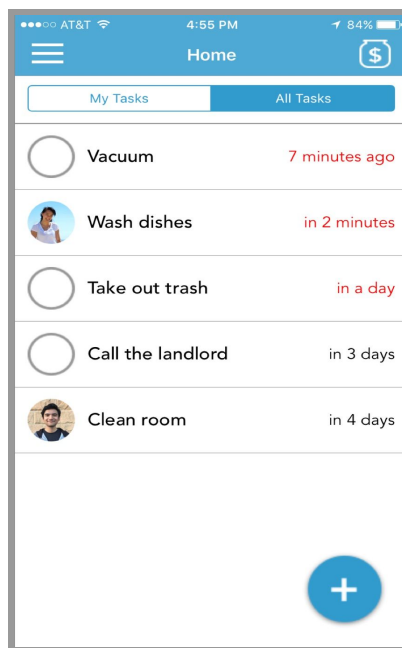 AT&T 4:55 PM 84%
Home
$
My Tasks All Tasks
Vacuum 7 minutes ago
Wash dishes in 2 minutes
Take out trash in a day
Call the landlord in 3 days
Clean room in 4 days
+